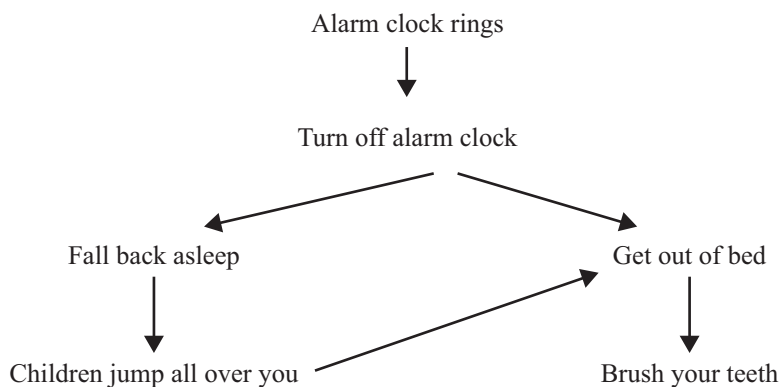 Alarm clock rings
Turn off alarm clock
Fall back asleep
Get out of bed
Children jump all over you
Brush your teeth